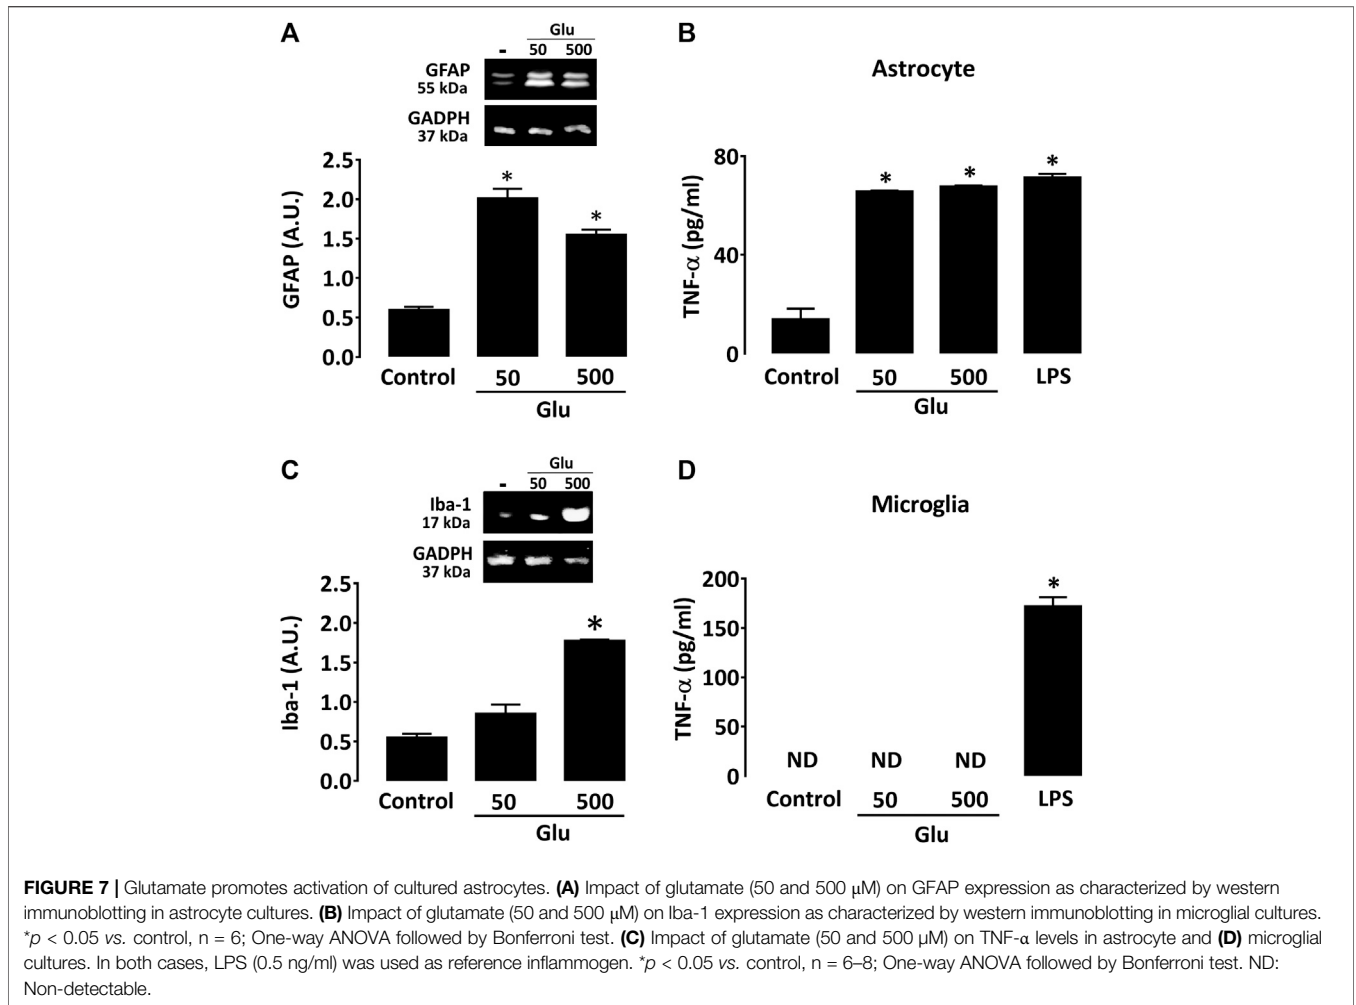 A
Glu
- 50 500
GFAP
55 kDa
GADPH
37 kDa
2.5
2.0
1.5
1.0
0.5
0.0
GFAP (A.U.)
*
*
Control 50 500
Glu
B
Astrocyte
80
40
0
TNF-α (pg/ml)
* * *
Control 50 500 LPS
Glu
C
Glu
- 50 500
Iba-1
17 kDa
GADPH
37 kDa
2.5
2.0
1.5
1.0
0.5
0.0
Iba-1 (A.U.)
*
Control 50 500
Glu
D
Microglia
200
150
100
50
0
TNF-α (pg/ml)
*
ND ND ND
Control 50 500 LPS
Glu
FIGURE 7 | Glutamate promotes activation of cultured astrocytes. (A) Impact of glutamate (50 and 500 μM) on GFAP expression as characterized by western
immunoblotting in astrocyte cultures. (B) Impact of glutamate (50 and 500 μM) on Iba-1 expression as characterized by western immunoblotting in microglial cultures.
*p < 0.05 vs. control, n = 6; One-way ANOVA followed by Bonferroni test. (C) Impact of glutamate (50 and 500 μM) on TNF-α levels in astrocyte and (D) microglial
cultures. In both cases, LPS (0.5 ng/ml) was used as reference inflammogen. *p < 0.05 vs. control, n = 6–8; One-way ANOVA followed by Bonferroni test. ND:
Non-detectable.